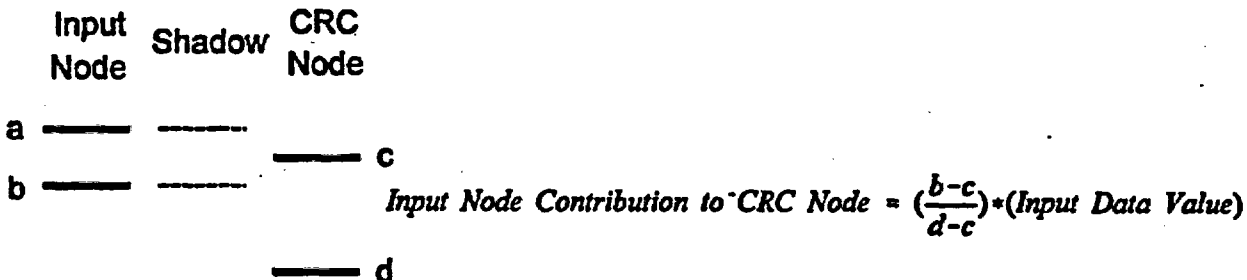 Input Node Shadow CRC Node
a
c
b
Input Node Contribution to CRC Node = (b-c/d-c)*(Input Data Value)
d